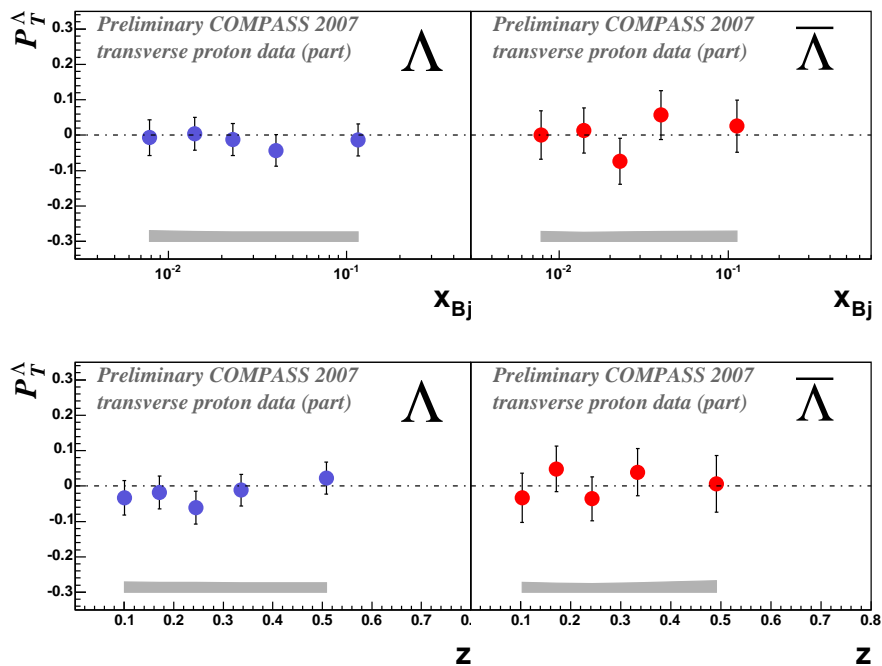 P_T^Λ
Preliminary COMPASS 2007
transverse proton data (part)
Λ
Preliminary COMPASS 2007
transverse proton data (part)
Λ̅
0.3
0.2
0.1
0
-0.1
-0.2
-0.3
10⁻² 10⁻¹ 10⁻² 10⁻¹
x_Bj x_Bj
P_T^Λ
Preliminary COMPASS 2007
transverse proton data (part)
Λ
Preliminary COMPASS 2007
transverse proton data (part)
Λ̅
0.3
0.2
0.1
0
-0.1
-0.2
-0.3
0.1 0.2 0.3 0.4 0.5 0.6 0.7 0. 0.1 0.2 0.3 0.4 0.5 0.6 0.7 0.8
z z